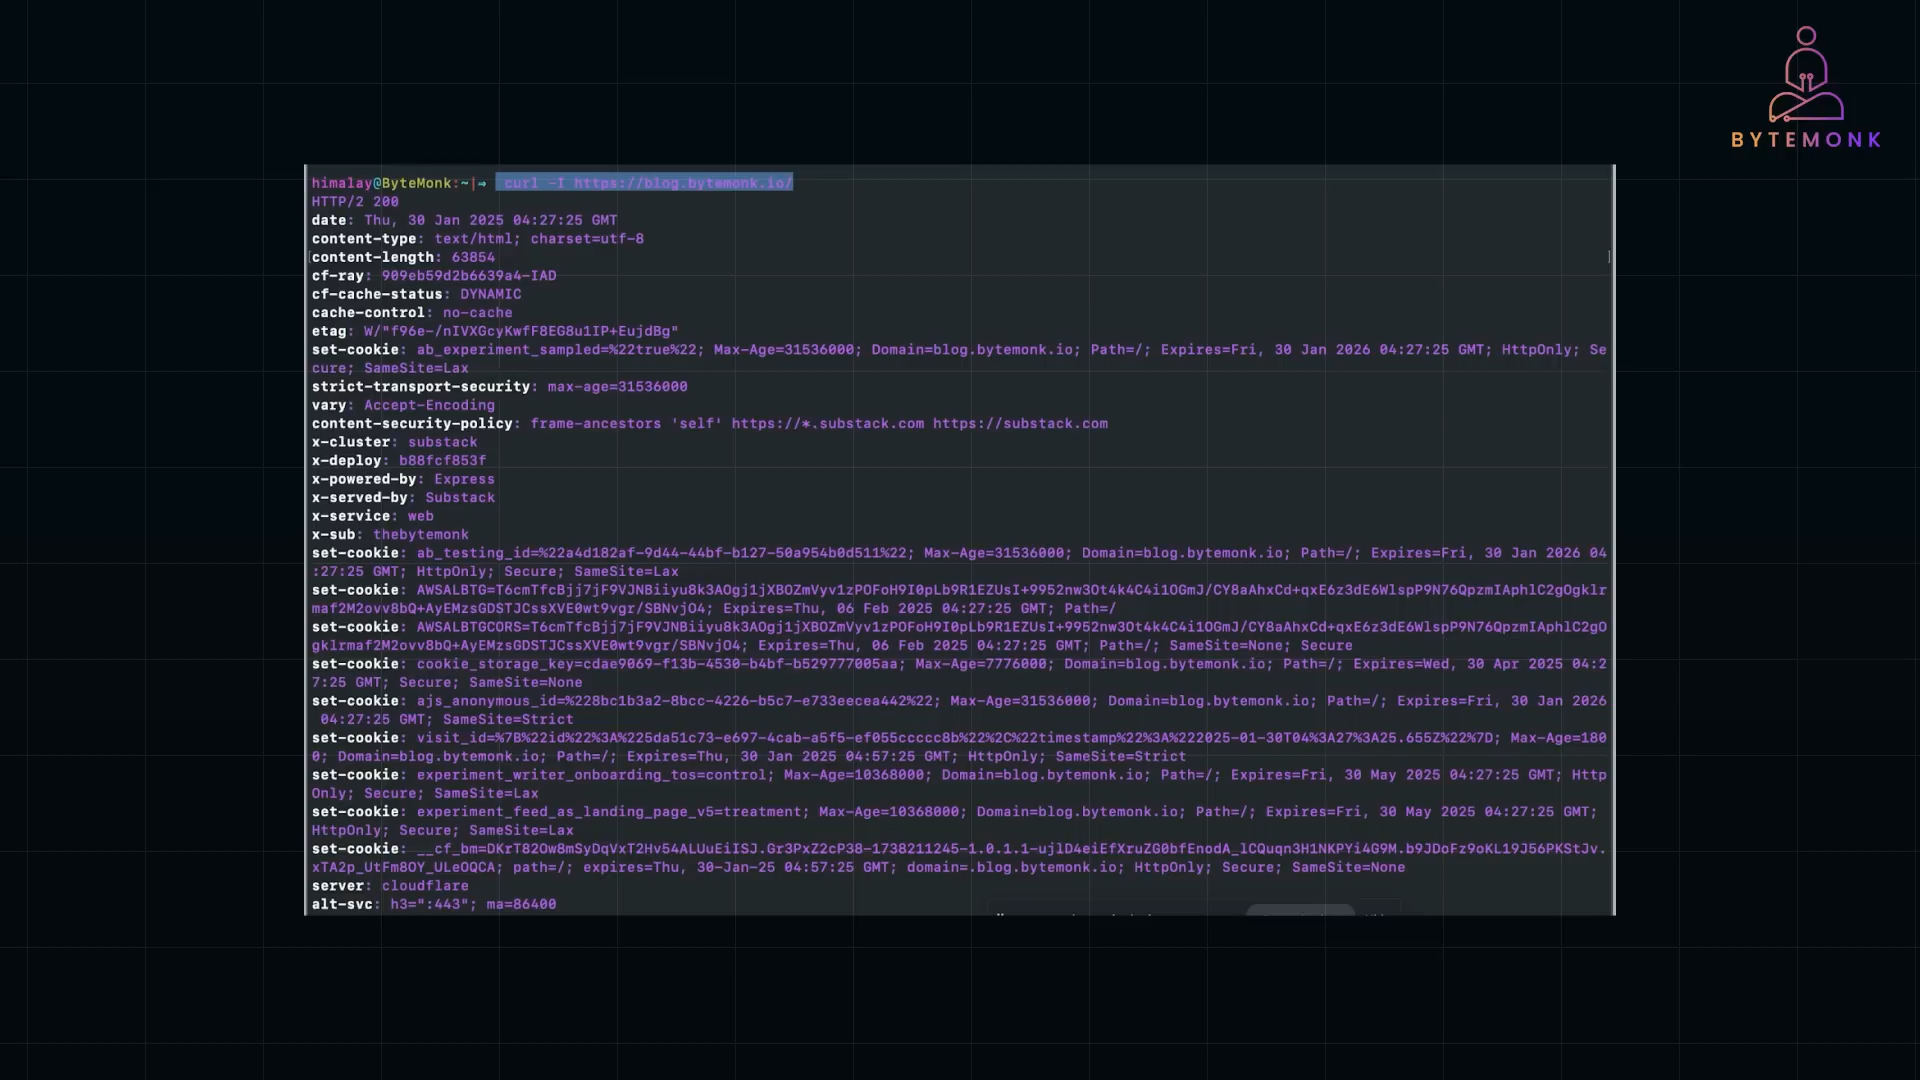 BYTEMONK
himalay@ByteMonk:~|⇒ curl -I https://blog.bytemonk.io/
HTTP/2 200
date: Thu, 30 Jan 2025 04:27:25 GMT
content-type: text/html; charset=utf-8
content-length: 63854
cf-ray: 909eb59d2b6639a4-IAD
cf-cache-status: DYNAMIC
cache-control: no-cache
etag: W/"f96e-/nIVXGcyKwfF8EG8u1IP+EujdBg"
set-cookie: ab_experiment_sampled=%22true%22; Max-Age=31536000; Domain=blog.bytemonk.io; Path=/; Expires=Fri, 30 Jan 2026 04:27:25 GMT; HttpOnly; Se
cure; SameSite=Lax
strict-transport-security: max-age=31536000
vary: Accept-Encoding
content-security-policy: frame-ancestors 'self' https://*.substack.com https://substack.com
x-cluster: substack
x-deploy: b88fcf853f
x-powered-by: Express
x-served-by: Substack
x-service: web
x-sub: thebytemonk
set-cookie: ab_testing_id=%22a4d182af-9d44-44bf-b127-50a954b0d511%22; Max-Age=31536000; Domain=blog.bytemonk.io; Path=/; Expires=Fri, 30 Jan 2026 04
:27:25 GMT; HttpOnly; Secure; SameSite=Lax
set-cookie: AWSALBTG=T6cmTfcBjj7jF9VJNBiiyu8k3AOgj1jXBOZmVyv1zPOFoH9I0pLb9R1EZUsI+9952nw3Ot4k4C4i1OGmJ/CY8aAhxCd+qxE6z3dE6WlspP9N76QpzmIAphlC2gOgklr
maf2M2ovv8bQ+AyEMzsGDSTJCssXVE0wt9vgr/SBNvjO4; Expires=Thu, 06 Feb 2025 04:27:25 GMT; Path=/
set-cookie: AWSALBTGCORS=T6cmTfcBjj7jF9VJNBiiyu8k3AOgj1jXBOZmVyv1zPOFoH9I0pLb9R1EZUsI+9952nw3Ot4k4C4i1OGmJ/CY8aAhxCd+qxE6z3dE6WlspP9N76QpzmIAphlC2gO
gklrmaf2M2ovv8bQ+AyEMzsGDSTJCssXVE0wt9vgr/SBNvjO4; Expires=Thu, 06 Feb 2025 04:27:25 GMT; Path=/; SameSite=None; Secure
set-cookie: cookie_storage_key=cdae9069-f13b-4530-b4bf-b529777005aa; Max-Age=7776000; Domain=blog.bytemonk.io; Path=/; Expires=Wed, 30 Apr 2025 04:2
7:25 GMT; Secure; SameSite=None
set-cookie: ajs_anonymous_id=%228bc1b3a2-8bcc-4226-b5c7-e733eecea442%22; Max-Age=31536000; Domain=blog.bytemonk.io; Path=/; Expires=Fri, 30 Jan 2026
04:27:25 GMT; SameSite=Strict
set-cookie: visit_id=%7B%22id%22%3A%225da51c73-e697-4cab-a5f5-ef055ccccc8b%22%2C%22timestamp%22%3A%222025-01-30T04%3A27%3A25.655Z%22%7D; Max-Age=180
0; Domain=blog.bytemonk.io; Path=/; Expires=Thu, 30 Jan 2025 04:57:25 GMT; HttpOnly; SameSite=Strict
set-cookie: experiment_writer_onboarding_tos=control; Max-Age=10368000; Domain=blog.bytemonk.io; Path=/; Expires=Fri, 30 May 2025 04:27:25 GMT; Http
Only; Secure; SameSite=Lax
set-cookie: experiment_feed_as_landing_page_v5=treatment; Max-Age=10368000; Domain=blog.bytemonk.io; Path=/; Expires=Fri, 30 May 2025 04:27:25 GMT;
HttpOnly; Secure; SameSite=Lax
set-cookie: __cf_bm=DKrT82Ow8mSyDqVxT2Hv54ALUuEiISJ.Gr3PxZ2cP38-1738211245-1.0.1.1-ujlD4eiEfXruZG0bfEnodA_lCQuqn3H1NKPYi4G9M.b9JDoFz9oKL19J56PKStJv.
xTA2p_UtFm8OY_ULeOQCA; path=/; expires=Thu, 30-Jan-25 04:57:25 GMT; domain=.blog.bytemonk.io; HttpOnly; Secure; SameSite=None
server: cloudflare
alt-svc: h3=":443"; ma=86400